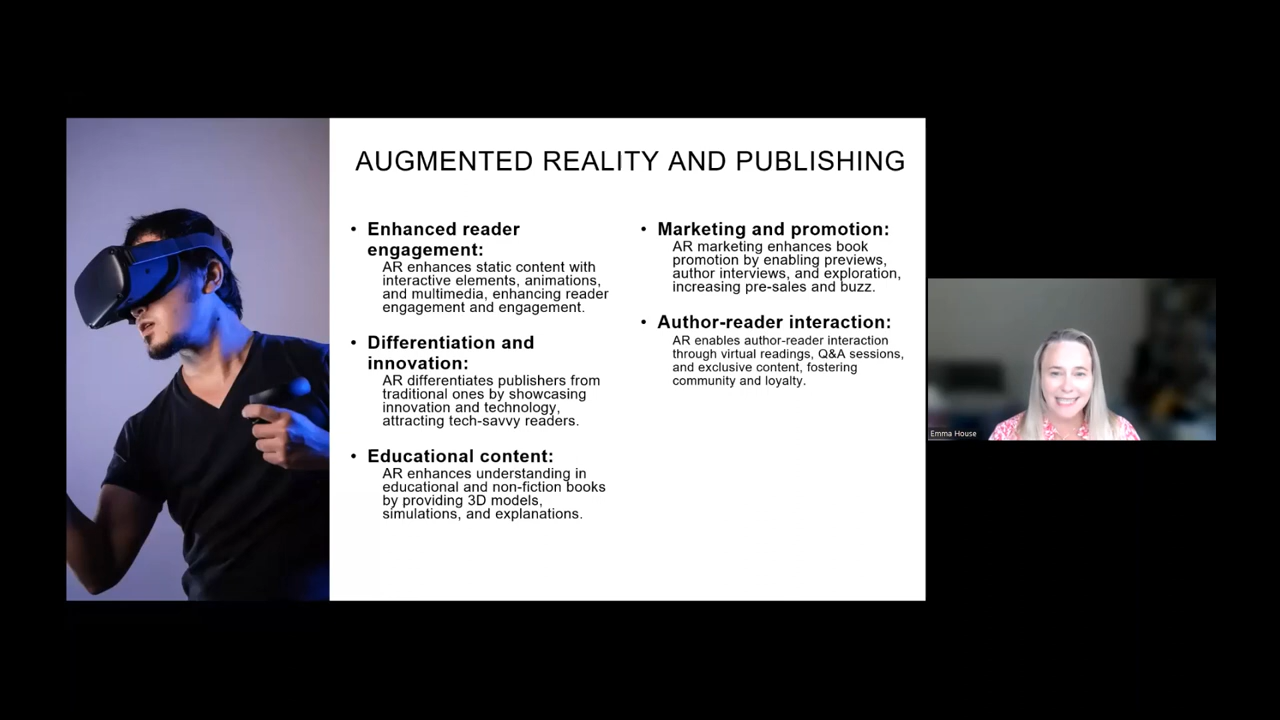 AUGMENTED REALITY AND PUBLISHING
• Enhanced reader
engagement:
AR enhances static content with
interactive elements, animations,
and multimedia, enhancing reader
engagement and engagement.
• Differentiation and
innovation:
AR differentiates publishers from
traditional ones by showcasing
innovation and technology,
attracting tech-savvy readers.
• Educational content:
AR enhances understanding in
educational and non-fiction books
by providing 3D models,
simulations, and explanations.
• Marketing and promotion:
AR marketing enhances book
promotion by enabling previews,
author interviews, and exploration,
increasing pre-sales and buzz.
• Author-reader interaction:
AR enables author-reader interaction
through virtual readings, Q&A sessions,
and exclusive content, fostering
community and loyalty.
Emma House